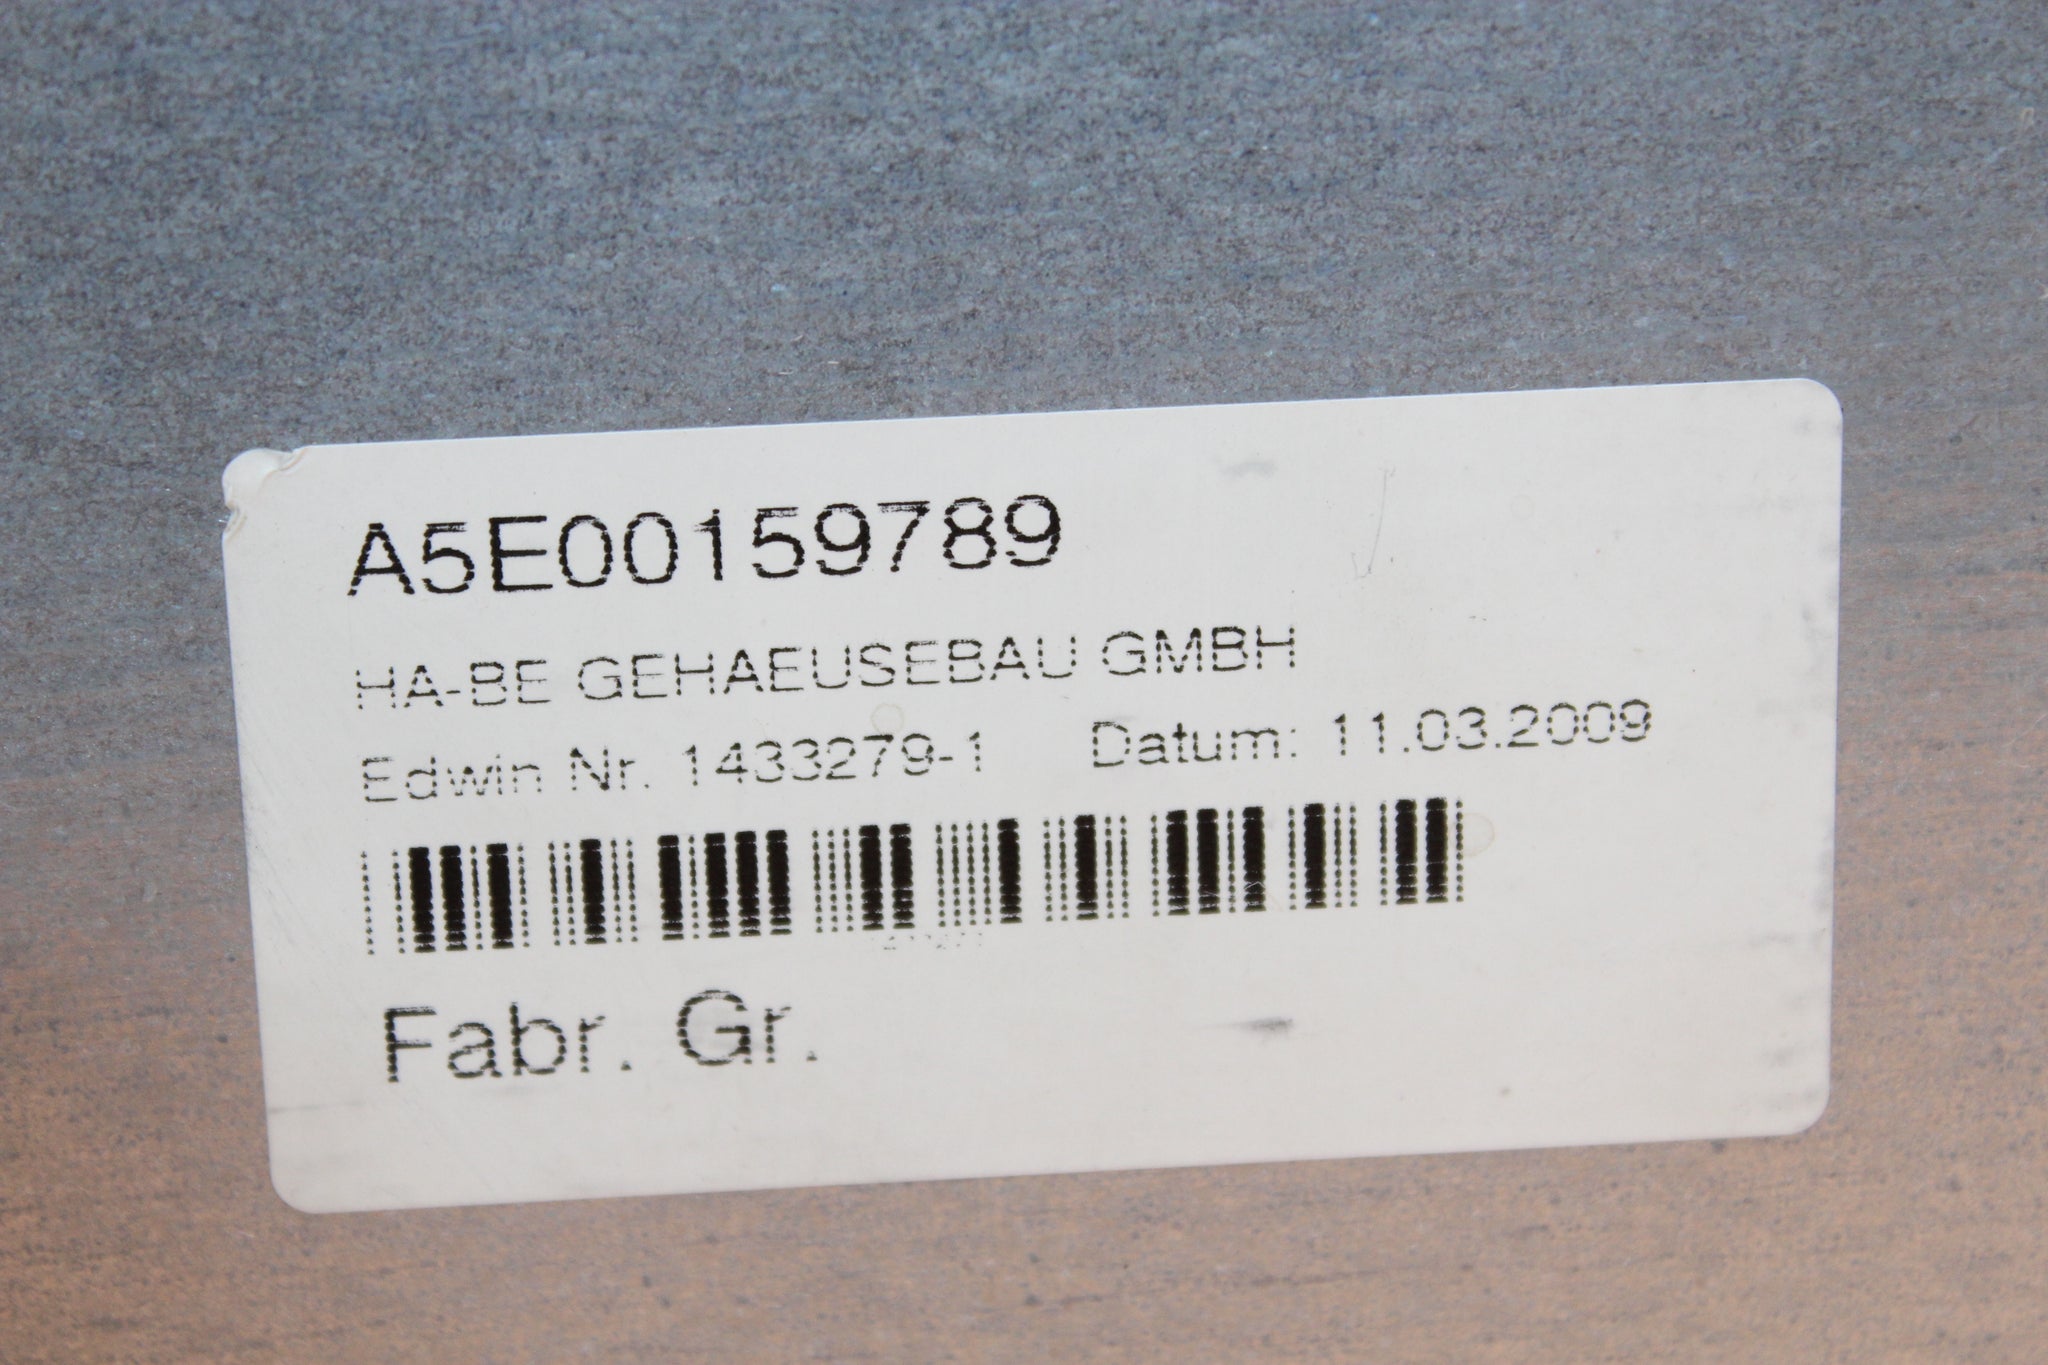 A5E00159789
HA-BE GEHAEUSEBAU GMBH
Edwin Nr. 1433279-1 Datum: 11.03.2009
Fabr. Gr.